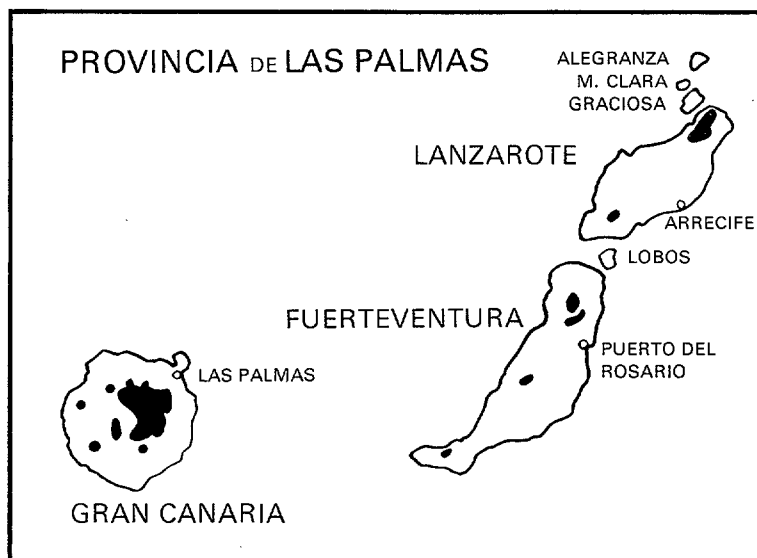 PROVINCIA DE LAS PALMAS
ALEGRANZA
M. CLARA
GRACIOSA
LANZAROTE
ARRECIFE
LOBOS
FUERTEVENTURA
PUERTO DEL
ROSARIO
LAS PALMAS
GRAN CANARIA